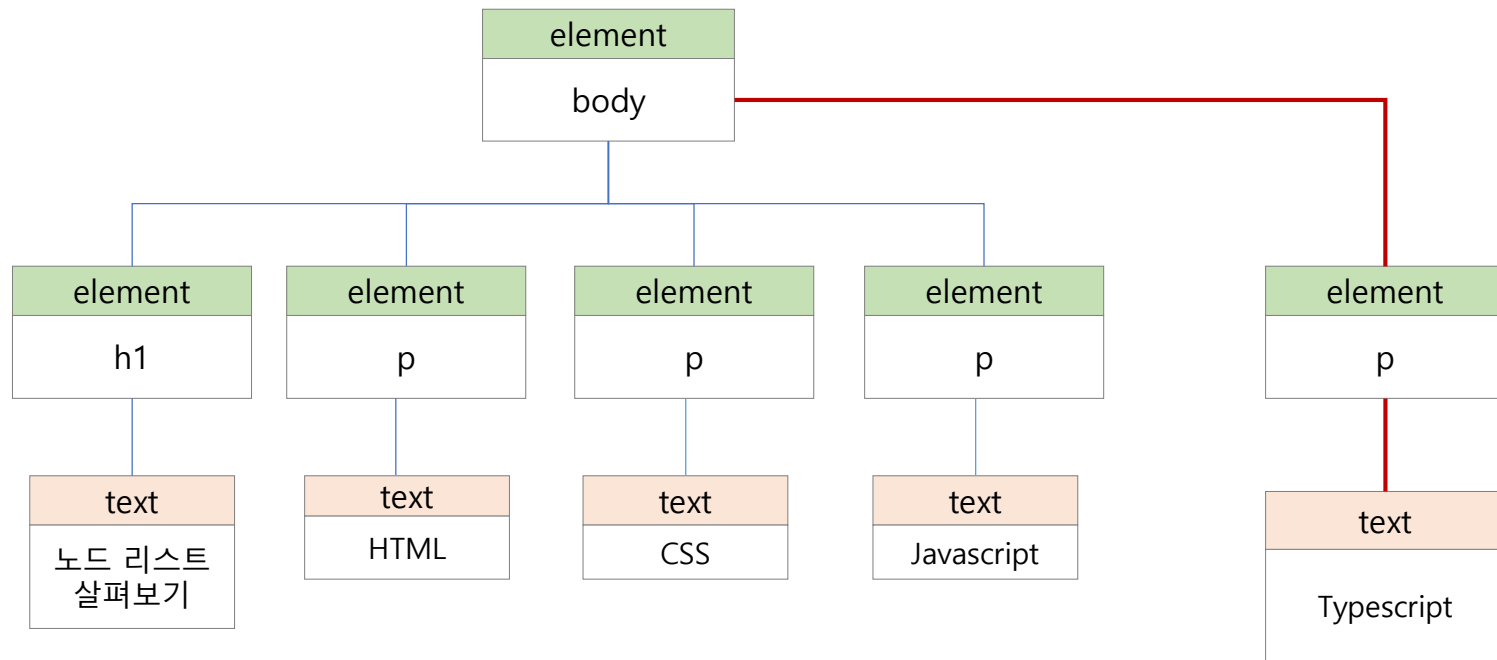 element
body
element
h1
element
p
element
p
element
p
element
p
text
노드 리스트
살펴보기
text
HTML
text
CSS
text
Javascript
text
Typescript